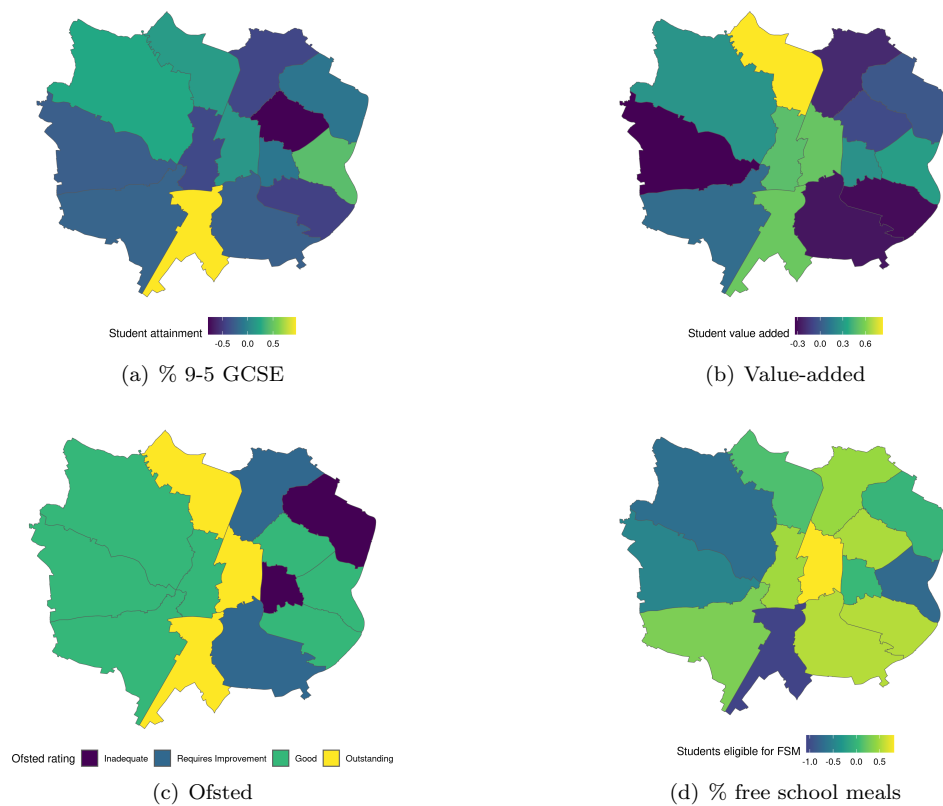 Student attainment
-0.5 0.0 0.5
(a) % 9-5 GCSE
Student value added
-0.3 0.0 0.3 0.6
(b) Value-added
Ofsted rating Inadequate Requires Improvement Good Outstanding
(c) Ofsted
Students eligible for FSM
-1.0 -0.5 0.0 0.5
(d) % free school meals